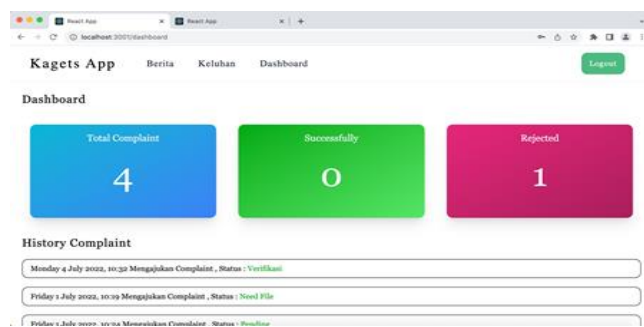 React App
React App
localhost:3001/dashboard
Kagets App Berita Keluhan Dashboard Logout
Dashboard
Total Complaint Successfully Rejected
4 0 1
History Complaint
Monday 4 July 2022, 10:32 Mengajukan Complaint , Status : Verifikasi
Friday 1 July 2022, 10:19 Mengajukan Complaint , Status : Need File
Friday 1 July 2022, 10:24 Mengajukan Complaint , Status : Pending